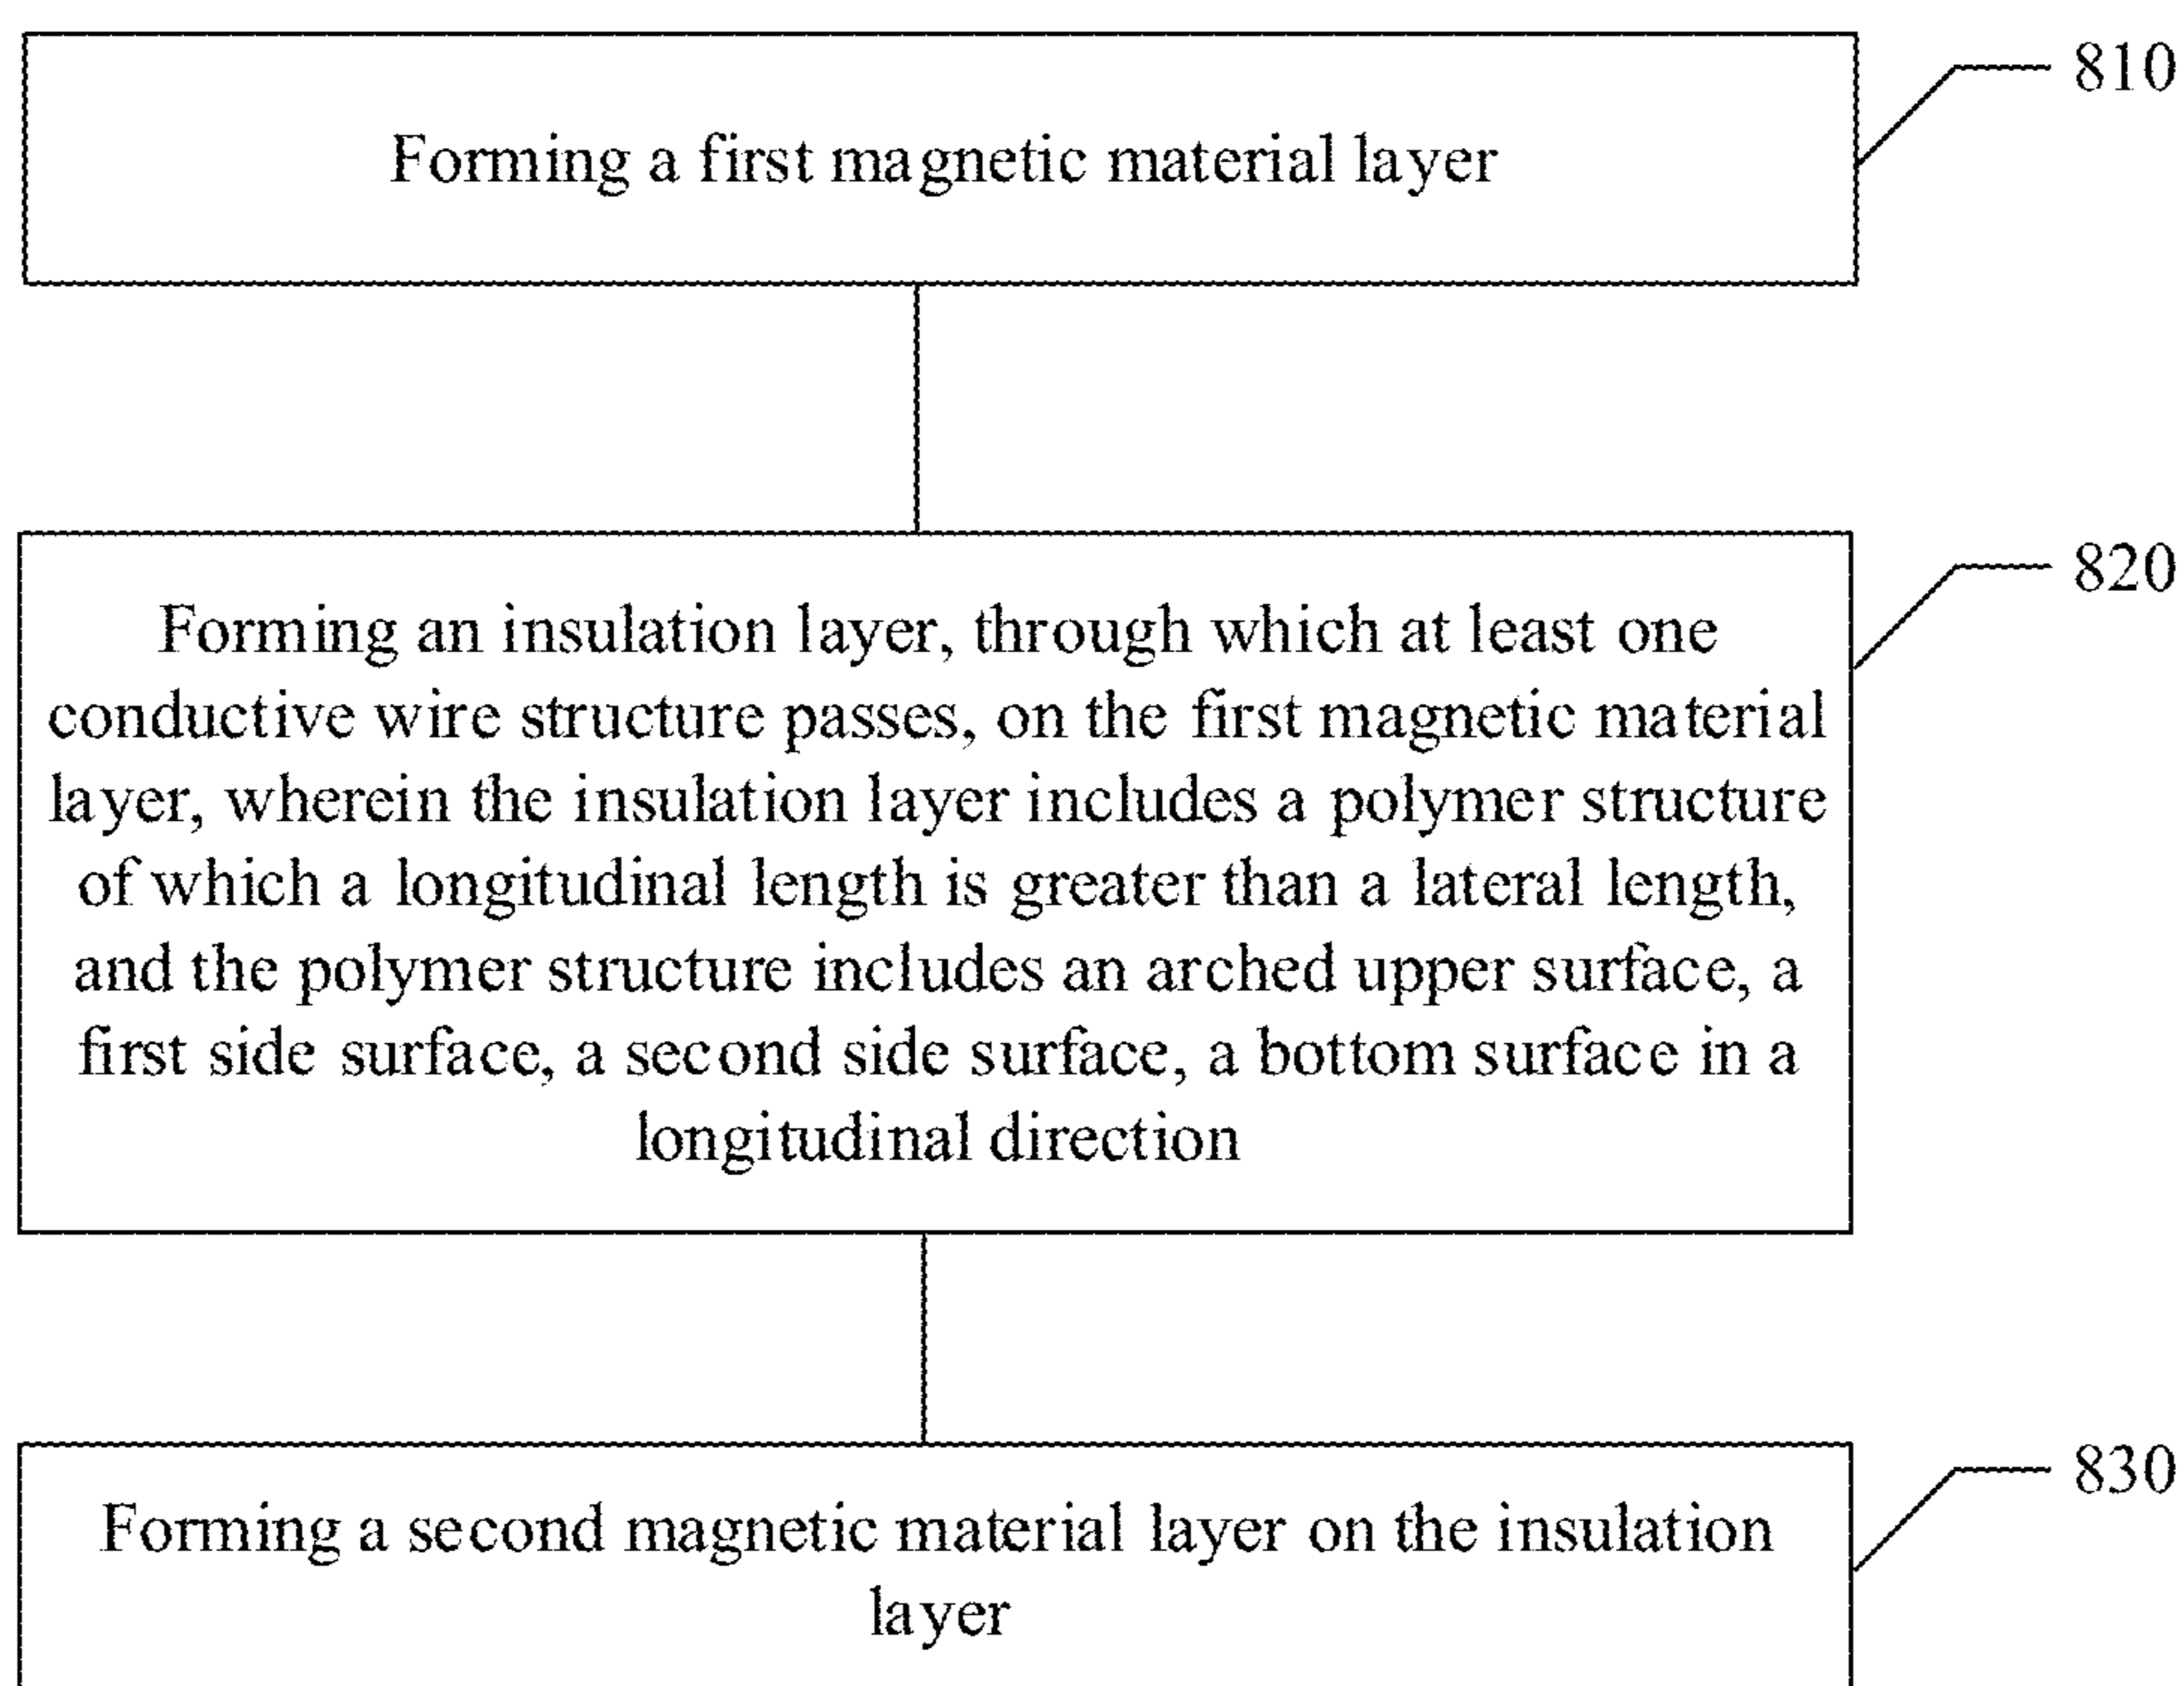 810
Forming a first magnetic material layer
820
Forming an insulation layer, through which at least one
conductive wire structure passes, on the first magnetic material
layer, wherein the insulation layer includes a polymer structure
of which a longitudinal length is greater than a lateral length,
and the polymer structure includes an arched upper surface, a
first side surface, a second side surface, a bottom surface in a
longitudinal direction
830
Forming a second magnetic material layer on the insulation
layer